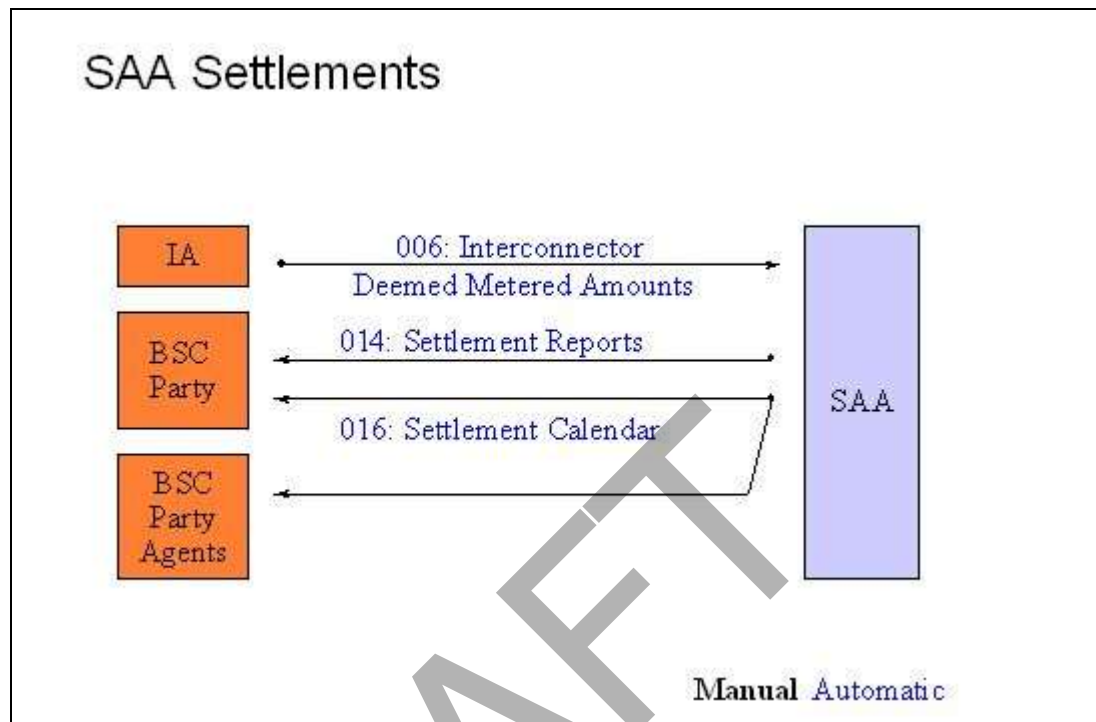 SAA Settlements
IA
006: Interconnector
Deemed Metered Amounts
BSC
Party
014: Settlement Reports
SAA
016: Settlement Calendar
BSC
Party
Agents
AFT
Manual Automatic